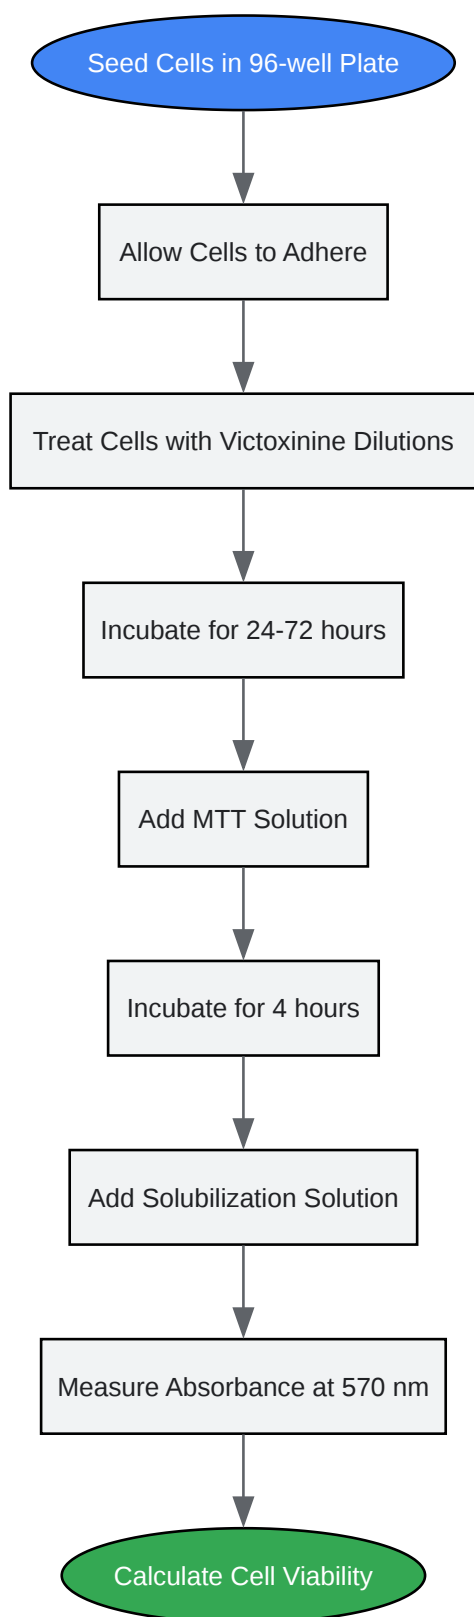 Seed Cells in 96-well Plate
Allow Cells to Adhere
Treat Cells with Victoxinine Dilutions
Incubate for 24-72 hours
Add MTT Solution
Incubate for 4 hours
Add Solubilization Solution
Measure Absorbance at 570 nm
Calculate Cell Viability